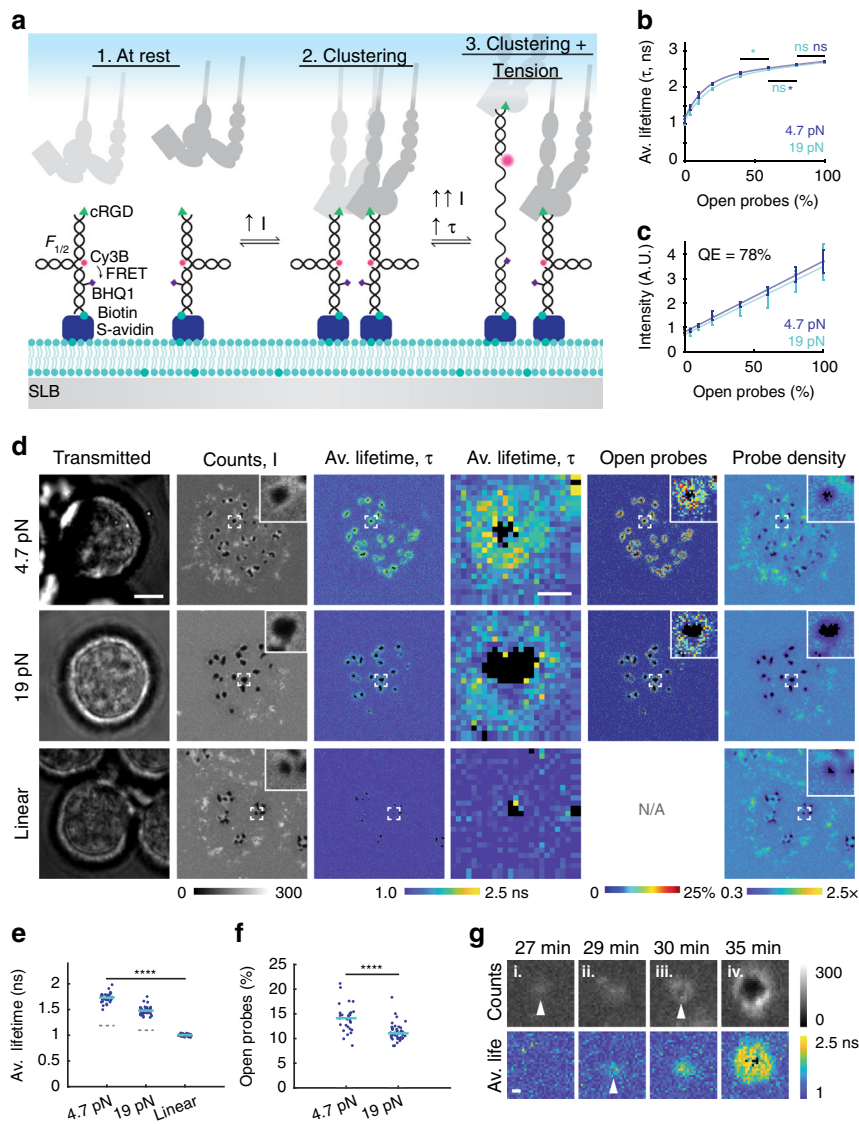 a
1. At rest
2. Clustering
3. Clustering +
Tension
cRGD
F1/2
Cy3B
FRET
BHQ1
Biotin
S-avidin
↑ I
↑↑ I
↑ τ
SLB
b
Av. lifetime (τ, ns)
3
2
1
0
*
ns ns
ns *
4.7 pN
19 pN
0 50 100
Open probes (%)
c
Intensity (A.U.)
QE = 78%
4
3
2
1
0
4.7 pN
19 pN
0 50 100
Open probes (%)
d
Transmitted Counts, I Av. lifetime, τ Av. lifetime, τ Open probes Probe density
4.7 pN
19 pN
Linear
N/A
0 300
1.0 2.5 ns
0 25%
0.3 2.5×
e
Av. lifetime (ns)
2
1.5
1
0.5
0
****
4.7 pN 19 pN Linear
f
Open probes (%)
25
20
15
10
5
0
****
4.7 pN 19 pN
g
27 min 29 min 30 min 35 min
Counts
i. ii. iii. iv.
300
0
Av. life
2.5 ns
1